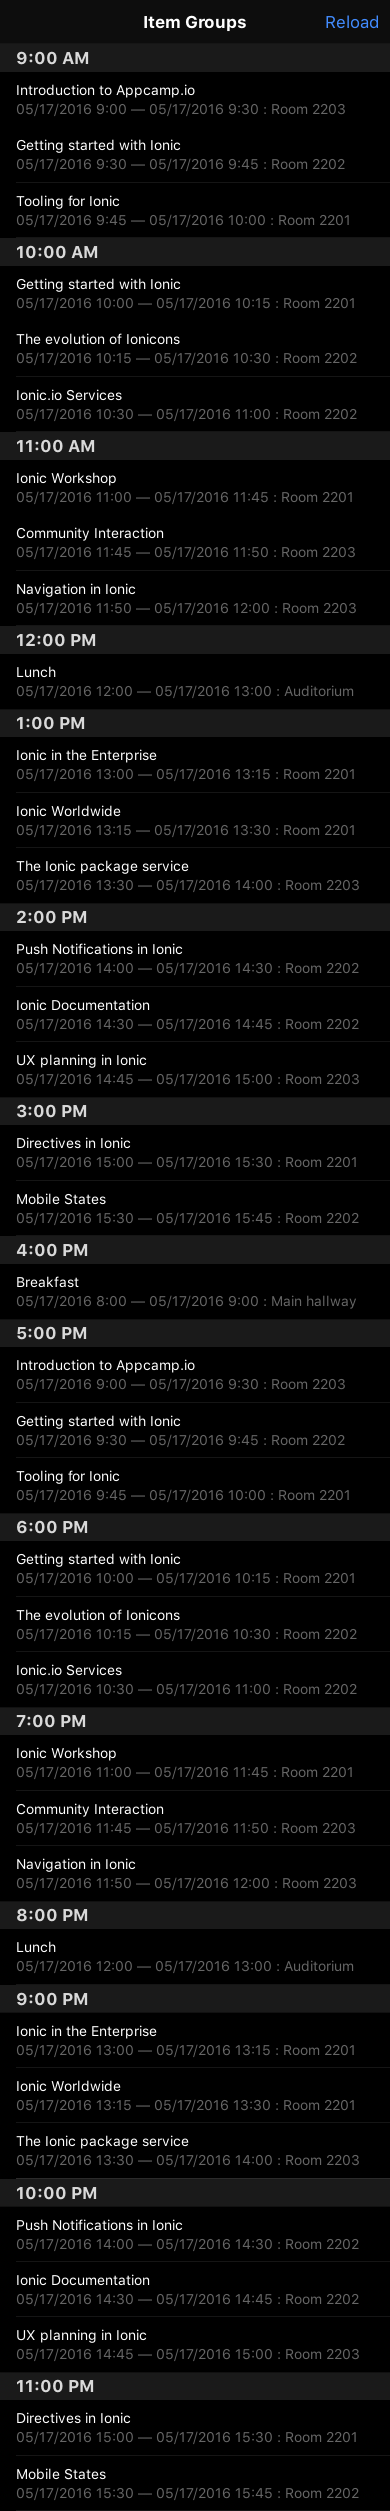 Item Groups
Reload
9:00 AM
Introduction to Appcamp.io
05/17/2016 9:00 — 05/17/2016 9:30 : Room 2203
Getting started with Ionic
05/17/2016 9:30 — 05/17/2016 9:45 : Room 2202
Tooling for Ionic
05/17/2016 9:45 — 05/17/2016 10:00 : Room 2201
10:00 AM
Getting started with Ionic
05/17/2016 10:00 — 05/17/2016 10:15 : Room 2201
The evolution of Ionicons
05/17/2016 10:15 — 05/17/2016 10:30 : Room 2202
Ionic.io Services
05/17/2016 10:30 — 05/17/2016 11:00 : Room 2202
11:00 AM
Ionic Workshop
05/17/2016 11:00 — 05/17/2016 11:45 : Room 2201
Community Interaction
05/17/2016 11:45 — 05/17/2016 11:50 : Room 2203
Navigation in Ionic
05/17/2016 11:50 — 05/17/2016 12:00 : Room 2203
12:00 PM
Lunch
05/17/2016 12:00 — 05/17/2016 13:00 : Auditorium
1:00 PM
Ionic in the Enterprise
05/17/2016 13:00 — 05/17/2016 13:15 : Room 2201
Ionic Worldwide
05/17/2016 13:15 — 05/17/2016 13:30 : Room 2201
The Ionic package service
05/17/2016 13:30 — 05/17/2016 14:00 : Room 2203
2:00 PM
Push Notifications in Ionic
05/17/2016 14:00 — 05/17/2016 14:30 : Room 2202
Ionic Documentation
05/17/2016 14:30 — 05/17/2016 14:45 : Room 2202
UX planning in Ionic
05/17/2016 14:45 — 05/17/2016 15:00 : Room 2203
3:00 PM
Directives in Ionic
05/17/2016 15:00 — 05/17/2016 15:30 : Room 2201
Mobile States
05/17/2016 15:30 — 05/17/2016 15:45 : Room 2202
4:00 PM
Breakfast
05/17/2016 8:00 — 05/17/2016 9:00 : Main hallway
5:00 PM
Introduction to Appcamp.io
05/17/2016 9:00 — 05/17/2016 9:30 : Room 2203
Getting started with Ionic
05/17/2016 9:30 — 05/17/2016 9:45 : Room 2202
Tooling for Ionic
05/17/2016 9:45 — 05/17/2016 10:00 : Room 2201
6:00 PM
Getting started with Ionic
05/17/2016 10:00 — 05/17/2016 10:15 : Room 2201
The evolution of Ionicons
05/17/2016 10:15 — 05/17/2016 10:30 : Room 2202
Ionic.io Services
05/17/2016 10:30 — 05/17/2016 11:00 : Room 2202
7:00 PM
Ionic Workshop
05/17/2016 11:00 — 05/17/2016 11:45 : Room 2201
Community Interaction
05/17/2016 11:45 — 05/17/2016 11:50 : Room 2203
Navigation in Ionic
05/17/2016 11:50 — 05/17/2016 12:00 : Room 2203
8:00 PM
Lunch
05/17/2016 12:00 — 05/17/2016 13:00 : Auditorium
9:00 PM
Ionic in the Enterprise
05/17/2016 13:00 — 05/17/2016 13:15 : Room 2201
Ionic Worldwide
05/17/2016 13:15 — 05/17/2016 13:30 : Room 2201
The Ionic package service
05/17/2016 13:30 — 05/17/2016 14:00 : Room 2203
10:00 PM
Push Notifications in Ionic
05/17/2016 14:00 — 05/17/2016 14:30 : Room 2202
Ionic Documentation
05/17/2016 14:30 — 05/17/2016 14:45 : Room 2202
UX planning in Ionic
05/17/2016 14:45 — 05/17/2016 15:00 : Room 2203
11:00 PM
Directives in Ionic
05/17/2016 15:00 — 05/17/2016 15:30 : Room 2201
Mobile States
05/17/2016 15:30 — 05/17/2016 15:45 : Room 2202